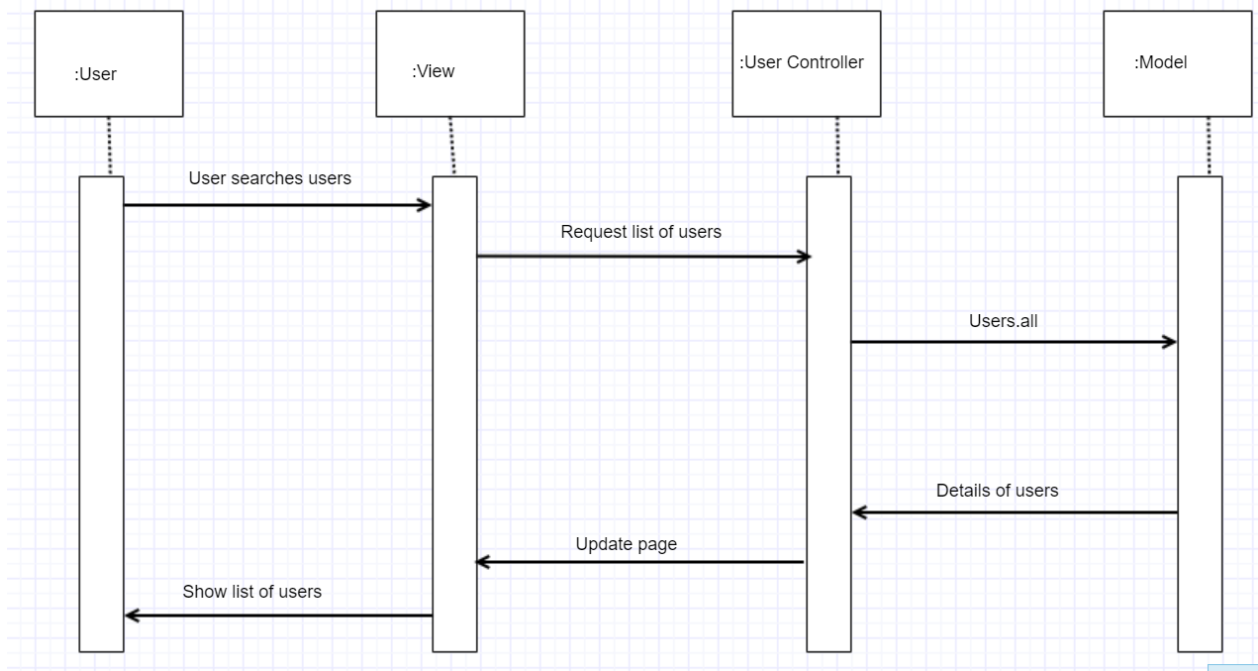 :User
:View
:User Controller
:Model
User searches users
Request list of users
Users.all
Details of users
Update page
Show list of users